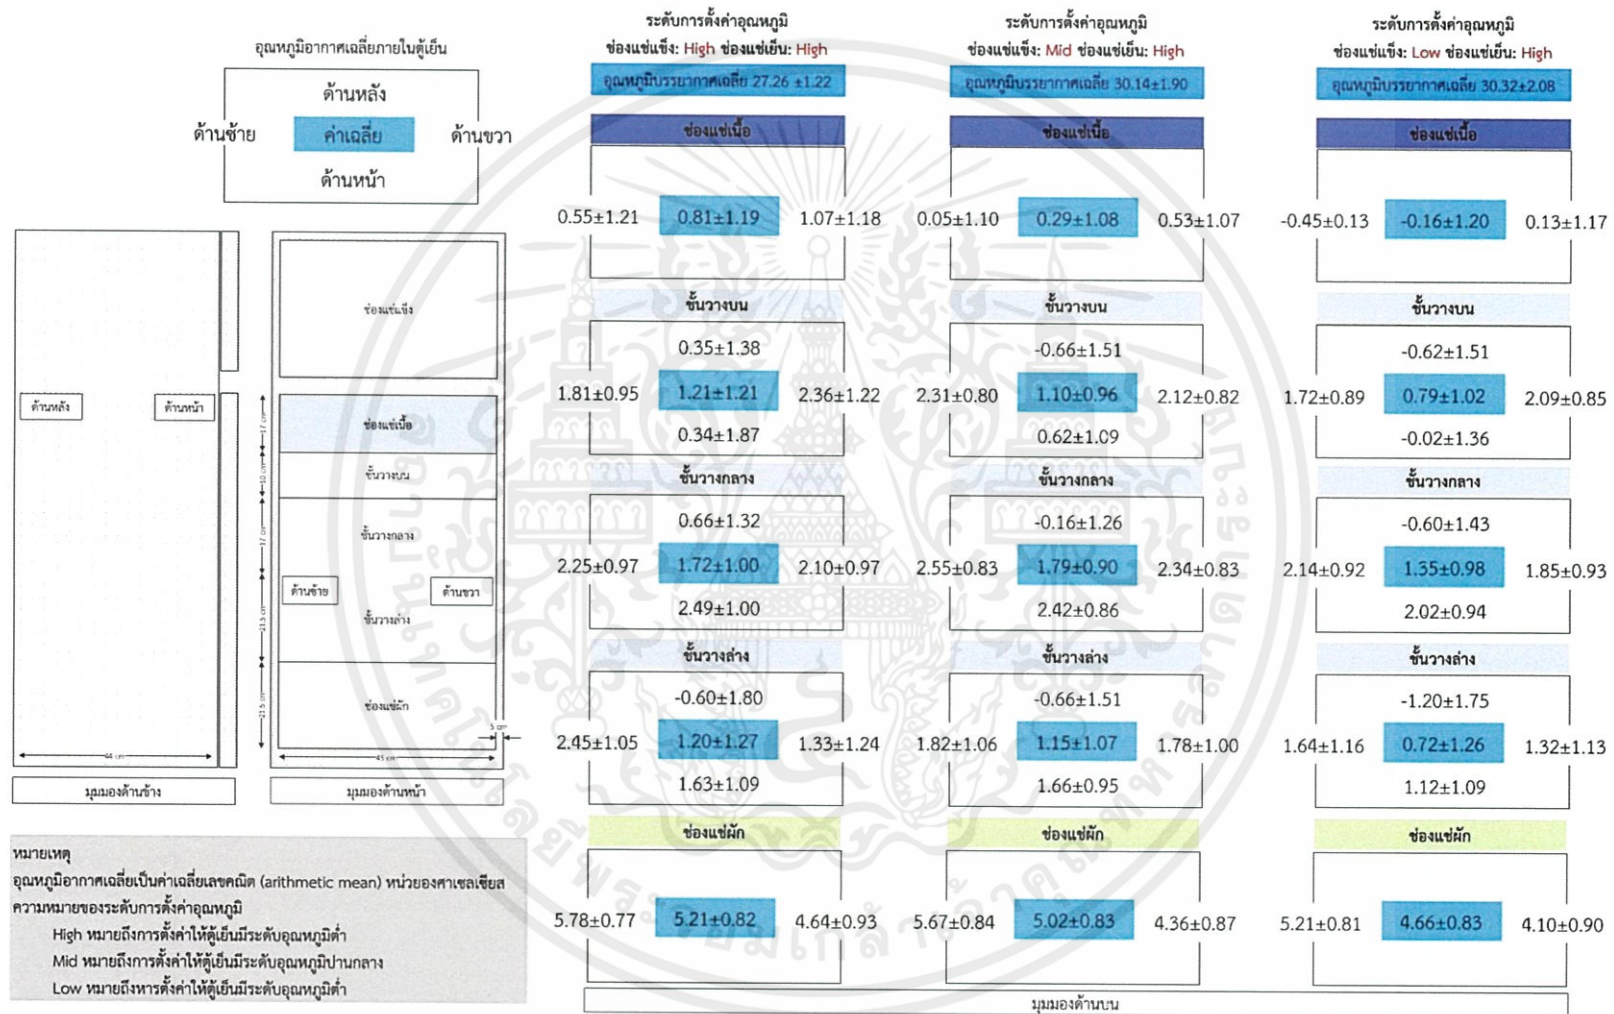 อุณหภูมิอากาศเฉลี่ยภายในตู้เย็น
ด้านหลัง
ด้านซ้าย ค่าเฉลี่ย ด้านขวา
ด้านหน้า
ช่องแช่แข็ง
ด้านหลัง ด้านหน้า
ช่องแช่เนื้อ
ชั้นวางบน
ชั้นวางกลาง
ด้านซ้าย ด้านขวา
ชั้นวางล่าง
ช่องแช่ผัก
17 cm
10 cm
17 cm
21.5 cm
21.5 cm
5 cm
44 cm
45 cm
มุมมองด้านข้าง
มุมมองด้านหน้า
หมายเหตุ
อุณหภูมิอากาศเฉลี่ยเป็นค่าเฉลี่ยเลขคณิต (arithmetic mean) หน่วยองศาเซลเซียส
ความหมายของระดับการตั้งค่าอุณหภูมิ
High หมายถึงการตั้งค่าให้ตู้เย็นมีระดับอุณหภูมิต่ำ
Mid หมายถึงการตั้งค่าให้ตู้เย็นมีระดับอุณหภูมิปานกลาง
Low หมายถึงหารตั้งค่าให้ตู้เย็นมีระดับอุณหภูมิต่ำ
ระดับการตั้งค่าอุณหภูมิ
ช่องแช่แข็ง: High ช่องแช่เย็น: High
อุณหภูมิบรรยากาศเฉลี่ย 27.26 ±1.22
ช่องแช่เนื้อ
0.55±1.21 0.81±1.19 1.07±1.18
ชั้นวางบน
0.35±1.38
1.81±0.95 1.21±1.21 2.36±1.22
0.34±1.87
ชั้นวางกลาง
0.66±1.32
2.25±0.97 1.72±1.00 2.10±0.97
2.49±1.00
ชั้นวางล่าง
-0.60±1.80
2.45±1.05 1.20±1.27 1.33±1.24
1.63±1.09
ช่องแช่ผัก
5.78±0.77 5.21±0.82 4.64±0.93
ระดับการตั้งค่าอุณหภูมิ
ช่องแช่แข็ง: Mid ช่องแช่เย็น: High
อุณหภูมิบรรยากาศเฉลี่ย 30.14±1.90
ช่องแช่เนื้อ
0.05±1.10 0.29±1.08 0.53±1.07
ชั้นวางบน
-0.66±1.51
2.31±0.80 1.10±0.96 2.12±0.82
0.62±1.09
ชั้นวางกลาง
-0.16±1.26
2.55±0.83 1.79±0.90 2.34±0.83
2.42±0.86
ชั้นวางล่าง
-0.66±1.51
1.82±1.06 1.15±1.07 1.78±1.00
1.66±0.95
ช่องแช่ผัก
5.67±0.84 5.02±0.83 4.36±0.87
ระดับการตั้งค่าอุณหภูมิ
ช่องแช่แข็ง: Low ช่องแช่เย็น: High
อุณหภูมิบรรยากาศเฉลี่ย 30.32±2.08
ช่องแช่เนื้อ
-0.45±0.13 -0.16±1.20 0.13±1.17
ชั้นวางบน
-0.62±1.51
1.72±0.89 0.79±1.02 2.09±0.85
-0.02±1.36
ชั้นวางกลาง
-0.60±1.43
2.14±0.92 1.35±0.98 1.85±0.93
2.02±0.94
ชั้นวางล่าง
-1.20±1.75
1.64±1.16 0.72±1.26 1.32±1.13
1.12±1.09
ช่องแช่ผัก
5.21±0.81 4.66±0.83 4.10±0.90
มุมมองด้านบน